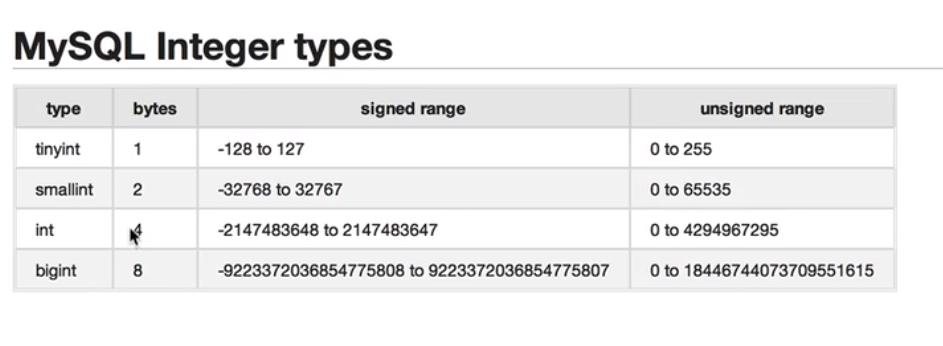 MySQL Integer types
type bytes signed range unsigned range
tinyint 1 -128 to 127 0 to 255
smallint 2 -32768 to 32767 0 to 65535
int 4 -2147483648 to 2147483647 0 to 4294967295
bigint 8 -9223372036854775808 to 9223372036854775807 0 to 18446744073709551615